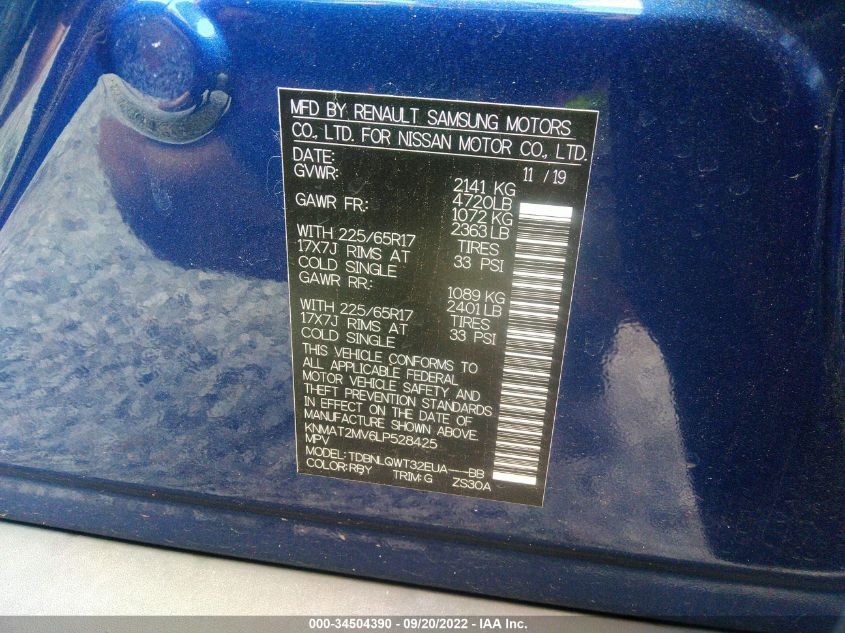 MFD BY RENAULT SAMSUNG MOTORS
CO., LTD. FOR NISSAN MOTOR CO., LTD.
DATE: 11 / 19
GVWR: 2141 KG
4720LB
GAWR FR: 1072 KG
2363 LB
WITH 225/65R17 TIRES
17X7J RIMS AT 33 PSI
COLD SINGLE
GAWR RR: 1089 KG
2401 LB
WITH 225/65R17 TIRES
17X7J RIMS AT 33 PSI
COLD SINGLE
THIS VEHICLE CONFORMS TO
ALL APPLICABLE FEDERAL
MOTOR VEHICLE SAFETY AND
THEFT PREVENTION STANDARDS
IN EFFECT ON THE DATE OF
MANUFACTURE SHOWN ABOVE.
KNMAT2MV6LP528425
MPV
MODEL: TDBNLQWT32EUA---BB
COLOR: RBY TRIM: G ZS30A
000-34504390 - 09/20/2022 - IAA Inc.